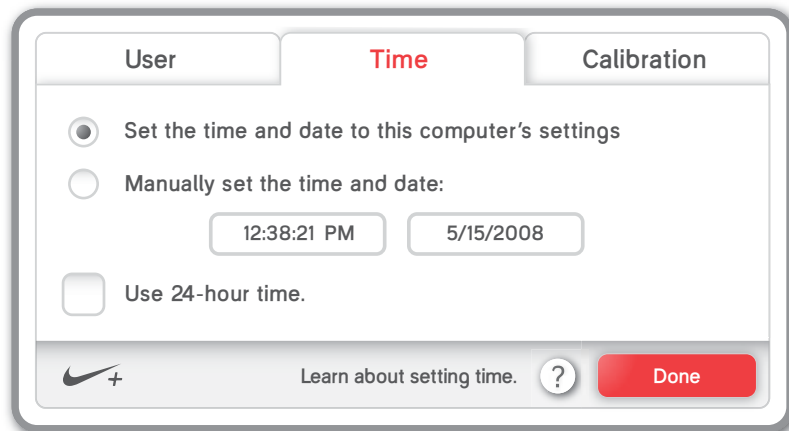 User Time Calibration
Set the time and date to this computer's settings
Manually set the time and date:
12:38:21 PM 5/15/2008
Use 24-hour time.
+ Learn about setting time. ? Done